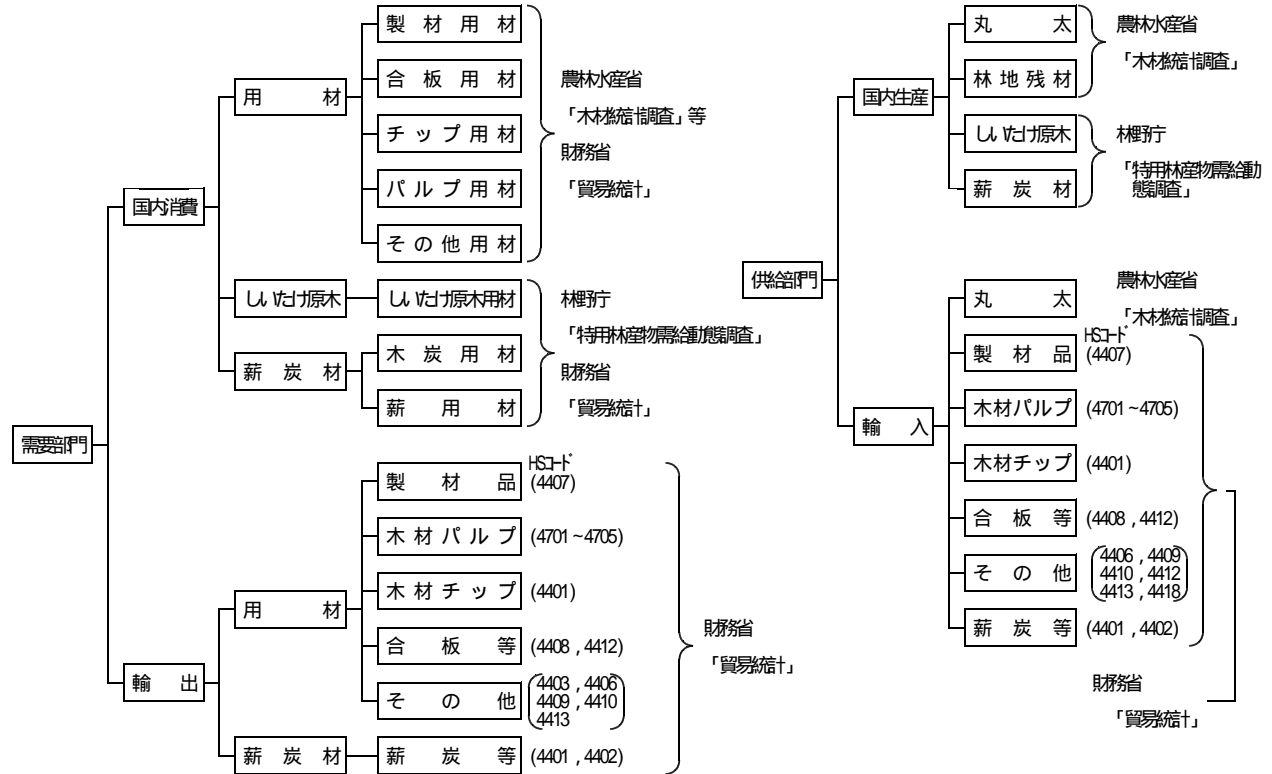 需要部門
国内消費
用材
製材用材
合板用材
チップ用材
パルプ用材
その他用材
農林水産省
「木材統計調査」等
財務省
「貿易統計」
しいたけ原木
しいたけ原木用材
薪炭材
木炭用材
薪用材
林野庁
「特用林産物需給動態調査」
財務省
「貿易統計」
輸出
用材
HSコード
製材品 (4407)
木材パルプ (4701~4705)
木材チップ (4401)
合板等 (4408,4412)
その他
4403,4406
4409,4410
4413
薪炭材
薪炭等 (4401,4402)
財務省
「貿易統計」
供給部門
国内生産
丸太
林地残材
農林水産省
「木材統計調査」
しいたけ原木
薪炭材
林野庁
「特用林産物需給動
態調査」
輸入
丸太
農林水産省
「木材統計調査」
HSコード
製材品 (4407)
木材パルプ (4701~4705)
木材チップ (4401)
合板等 (4408,4412)
その他
4406,4409
4410,4412
4413,4418
薪炭等 (4401,4402)
財務省
「貿易統計」